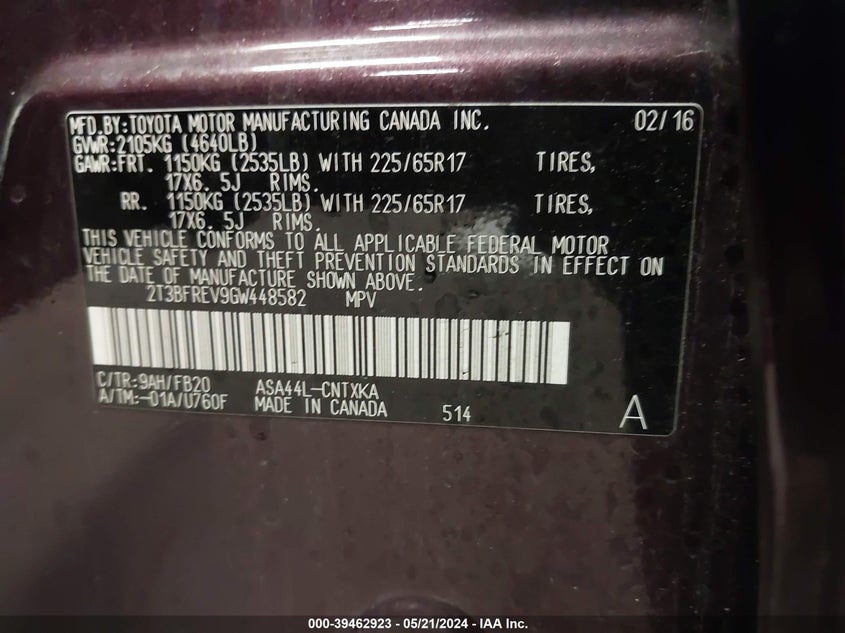 MFD.BY:TOYOTA MOTOR MANUFACTURING CANADA INC. 02/16
GVWR:2105KG (4640LB)
GAWR:FRT. 1150KG (2535LB) WITH 225/65R17 TIRES,
17X6. 5J RIMS.
RR. 1150KG (2535LB) WITH 225/65R17 TIRES,
17X6. 5J RIMS.
THIS VEHICLE CONFORMS TO ALL APPLICABLE FEDERAL MOTOR
VEHICLE SAFETY AND THEFT PREVENTION STANDARDS IN EFFECT ON
THE DATE OF MANUFACTURE SHOWN ABOVE.
2T3BFREV9GW448582 MPV
C/TR:9AH/FB20 ASA44L-CNTXKA
A/TM:-01A/U760F MADE IN CANADA 514 A
000-39462923 - 05/21/2024 - IAA Inc.